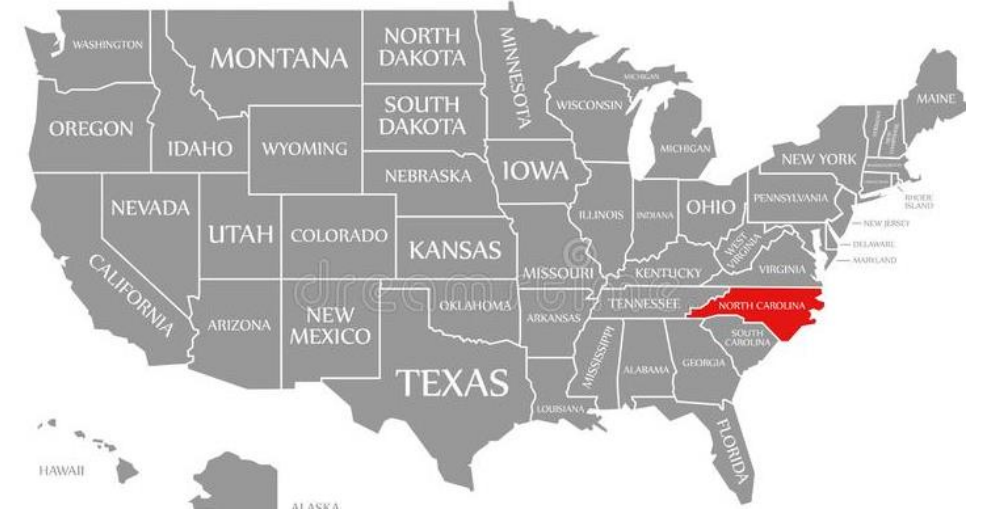 WASHINGTON
MONTANA
NORTH
DAKOTA
MINNESOTA
MICHIGAN
MAINE
OREGON
IDAHO
WYOMING
SOUTH
DAKOTA
WISCONSIN
MICHIGAN
NEW YORK
NEBRASKA
IOWA
NEVADA
UTAH
COLORADO
KANSAS
ILLINOIS
INDIANA
OHIO
PENNSYLVANIA
RHODE
ISLAND
NEW JERSEY
DELAWARE
MARYLAND
WEST
VIRGINIA
VIRGINIA
CALIFORNIA
MISSOURI
KENTUCKY
dreamstime
ARIZONA
NEW
MEXICO
OKLAHOMA
ARKANSAS
TENNESSEE
NORTH CAROLINA
SOUTH
CAROLINA
TEXAS
LOUISIANA
MISSISSIPPI
ALABAMA
GEORGIA
FLORIDA
HAWAII
ALASKA